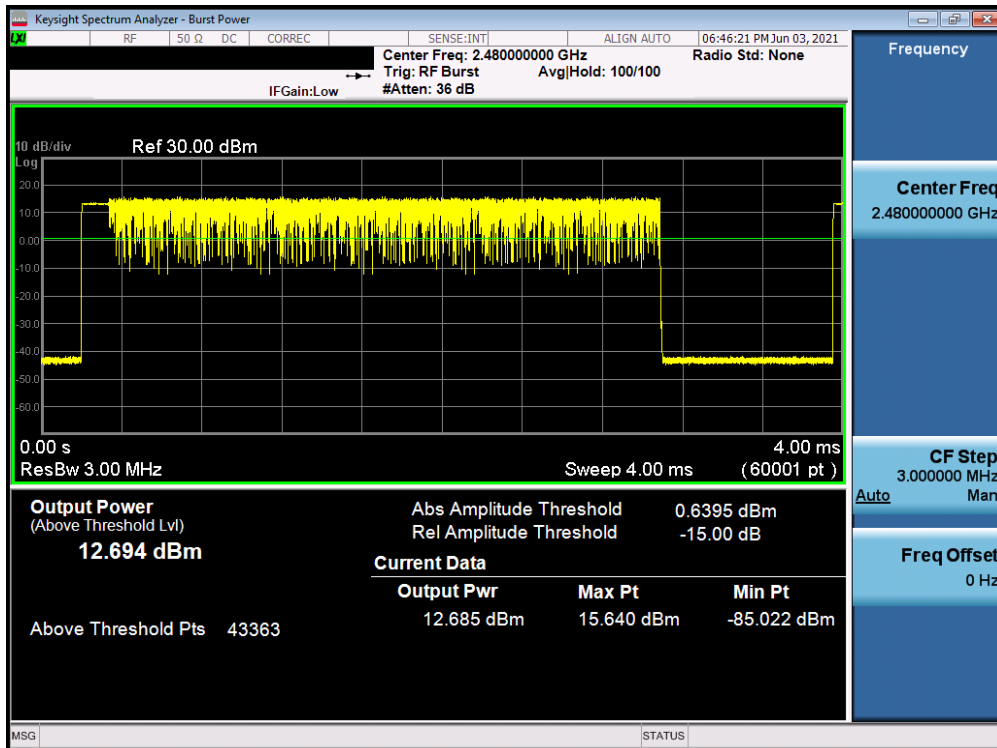 Keysight Spectrum Analyzer - Burst Power
LXI RF 50 Ω DC CORREC SENSE:INT ALIGN AUTO 06:46:21 PM Jun 03, 2021
Center Freq: 2.480000000 GHz Radio Std: None
Trig: RF Burst Avg|Hold: 100/100
IFGain:Low #Atten: 36 dB
Frequency
10 dB/div Ref 30.00 dBm
Log
20.0
10.0
0.00
-10.0
-20.0
-30.0
-40.0
-50.0
-60.0
0.00 s 4.00 ms
ResBw 3.00 MHz Sweep 4.00 ms (60001 pt)
Output Power
(Above Threshold Lvl)
12.694 dBm
Above Threshold Pts 43363
Abs Amplitude Threshold 0.6395 dBm
Rel Amplitude Threshold -15.00 dB
Current Data
Output Pwr Max Pt Min Pt
12.685 dBm 15.640 dBm -85.022 dBm
Center Freq
2.480000000 GHz
CF Step
3.000000 MHz
Auto Man
Freq Offset
0 Hz
MSG STATUS